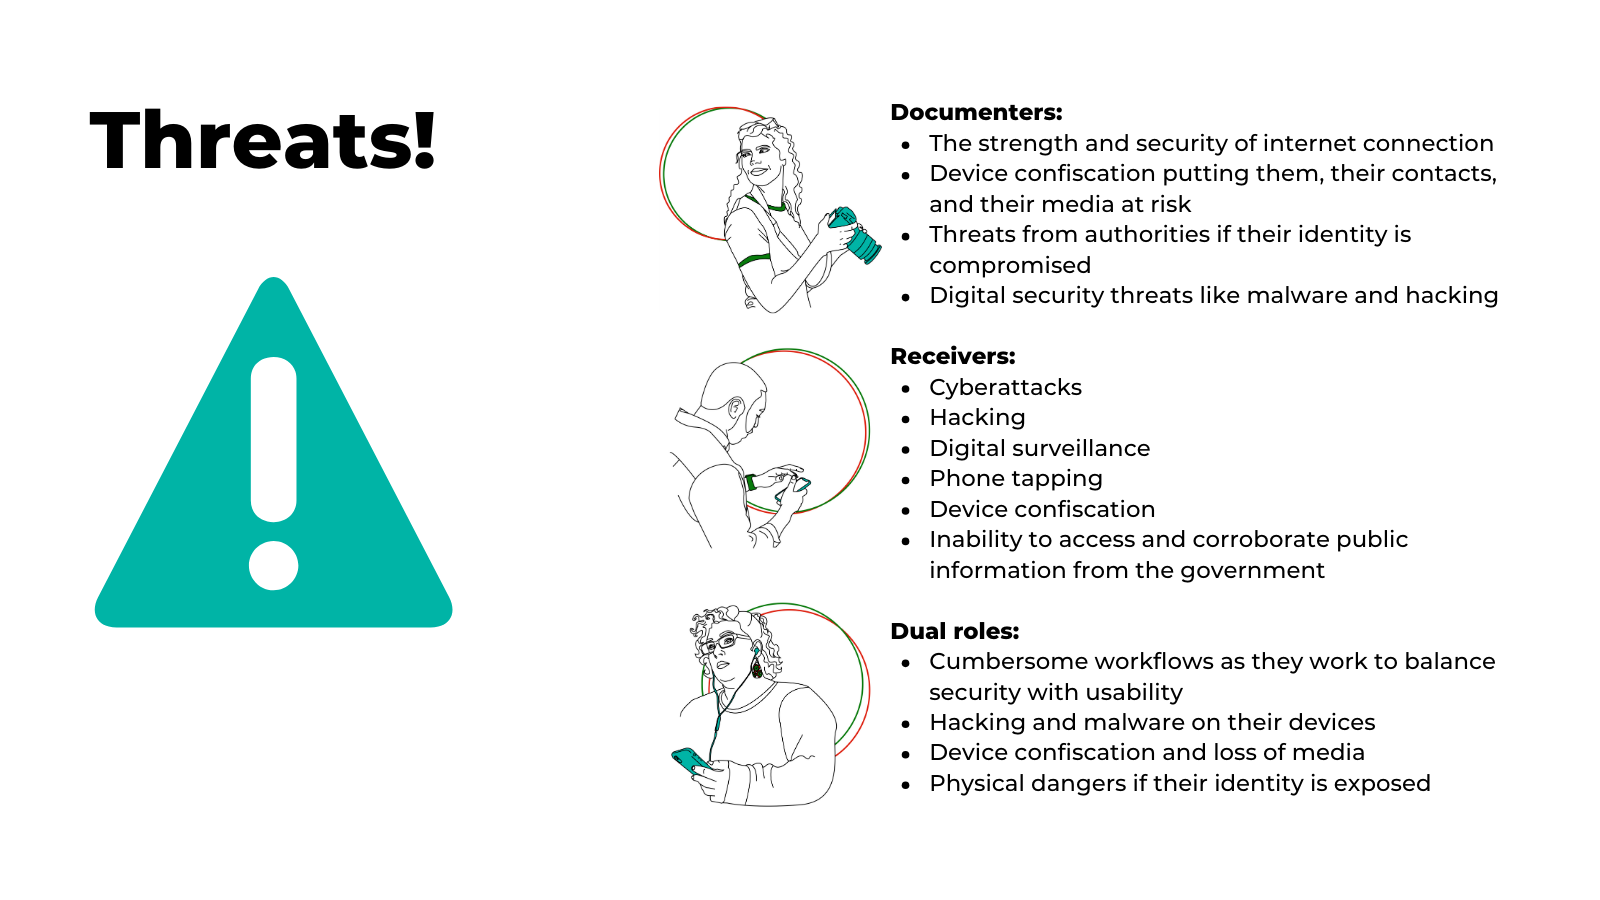 Threats!
Documenters:
• The strength and security of internet connection
• Device confiscation putting them, their contacts,
and their media at risk
• Threats from authorities if their identity is
compromised
• Digital security threats like malware and hacking
Receivers:
• Cyberattacks
• Hacking
• Digital surveillance
• Phone tapping
• Device confiscation
• Inability to access and corroborate public
information from the government
Dual roles:
• Cumbersome workflows as they work to balance
security with usability
• Hacking and malware on their devices
• Device confiscation and loss of media
• Physical dangers if their identity is exposed